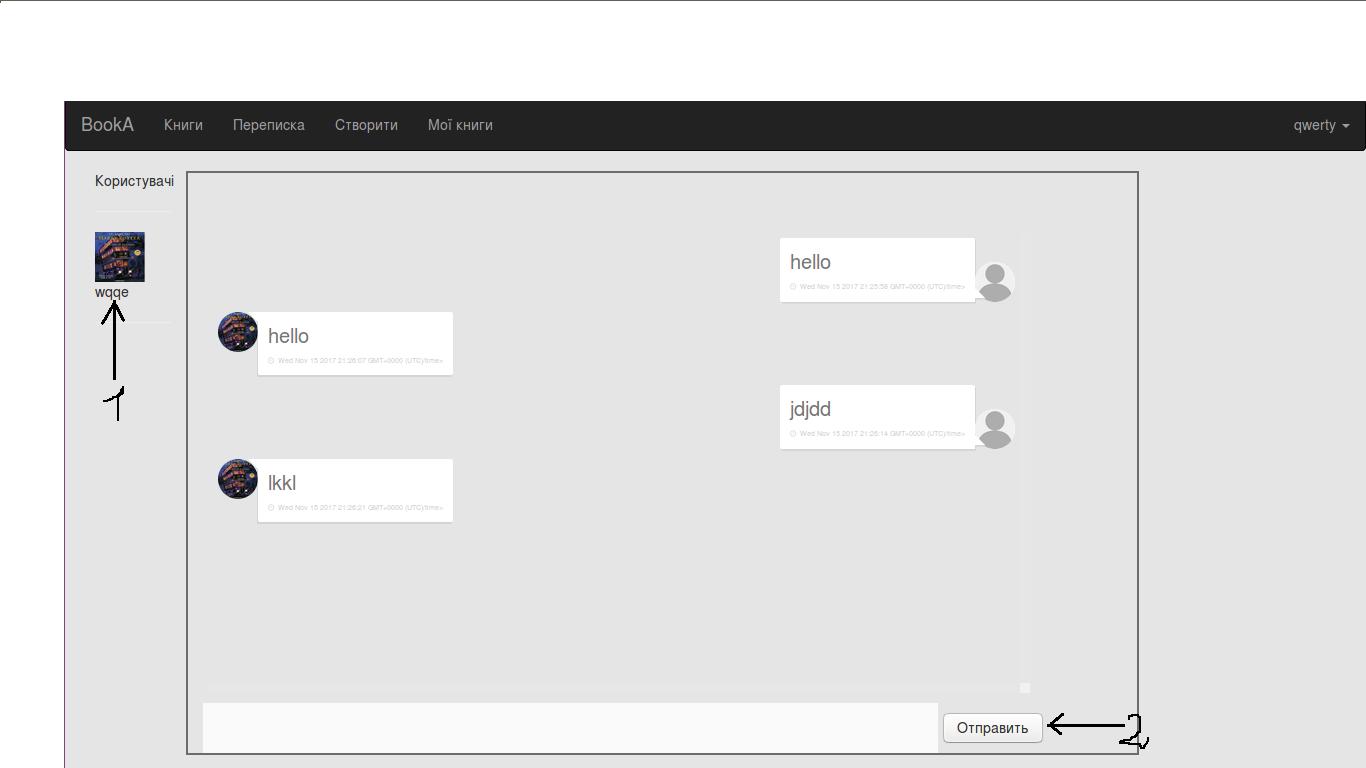 BookA Книги Переписка Створити Мої книги qwerty
Користувачі
wqqe
1
hello
Wed Nov 15 2017 21:25:58 GMT+0000 (UTC)/time>
hello
Wed Nov 15 2017 21:26:07 GMT+0000 (UTC)/time>
jdjdd
Wed Nov 15 2017 21:26:14 GMT+0000 (UTC)/time>
lkkl
Wed Nov 15 2017 21:26:21 GMT+0000 (UTC)/time>
Отправить
2